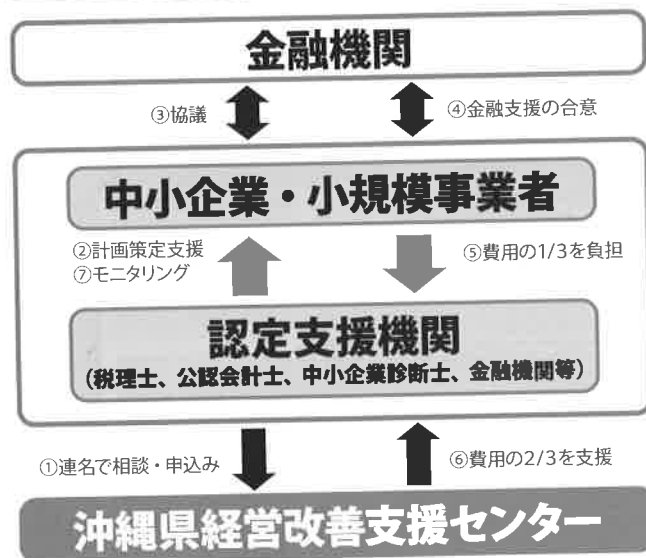 金融機関
③協議
④金融支援の合意
中小企業・小規模事業者
②計画策定支援
⑦モニタリング
⑤費用の1/3を負担
認定支援機関
(税理士、公認会計士、中小企業診断士、金融機関等)
①連名で相談・申込み
⑥費用の2/3を支援
沖縄県経営改善支援センター